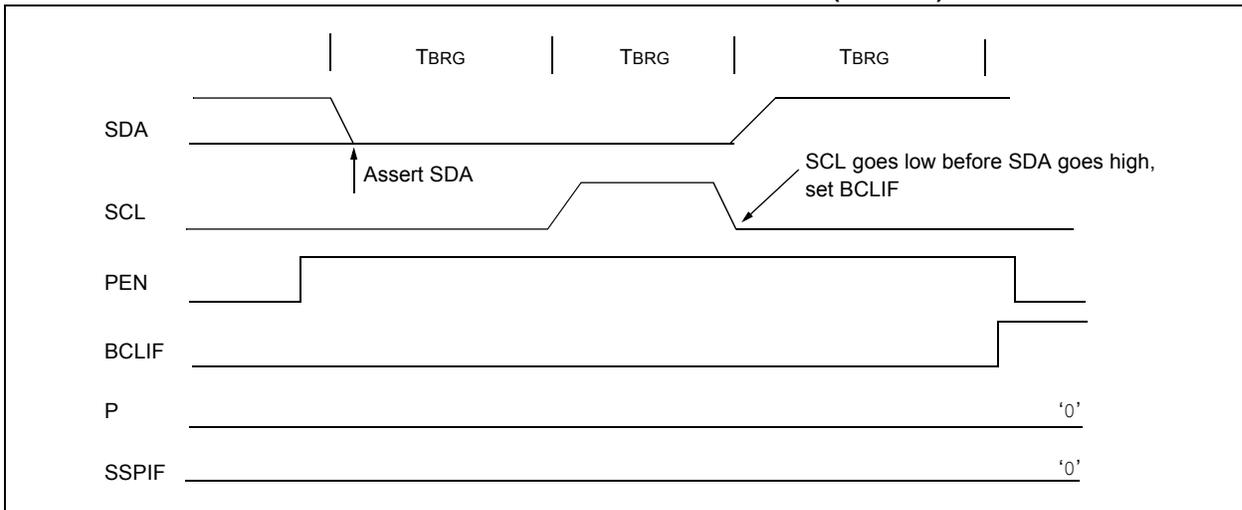 TBRG TBRG TBRG
SDA
Assert SDA
SCL goes low before SDA goes high,
set BCLIF
SCL
PEN
BCLIF
P '0'
SSPIF '0'